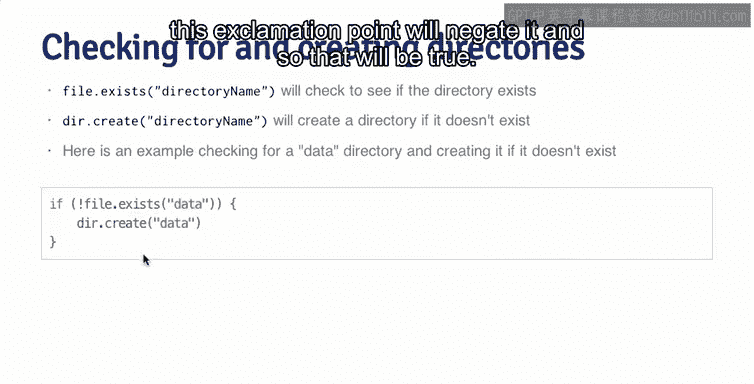 this exclamation point will negate it and
so that will be true.
Checking for and creating directories
· file.exists("directoryName") will check to see if the directory exists
· dir.create("directoryName") will create a directory if it doesn't exist
· Here is an example checking for a "data" directory and creating it if it doesn't exist
if (!file.exists("data")) {
    dir.create("data")
}